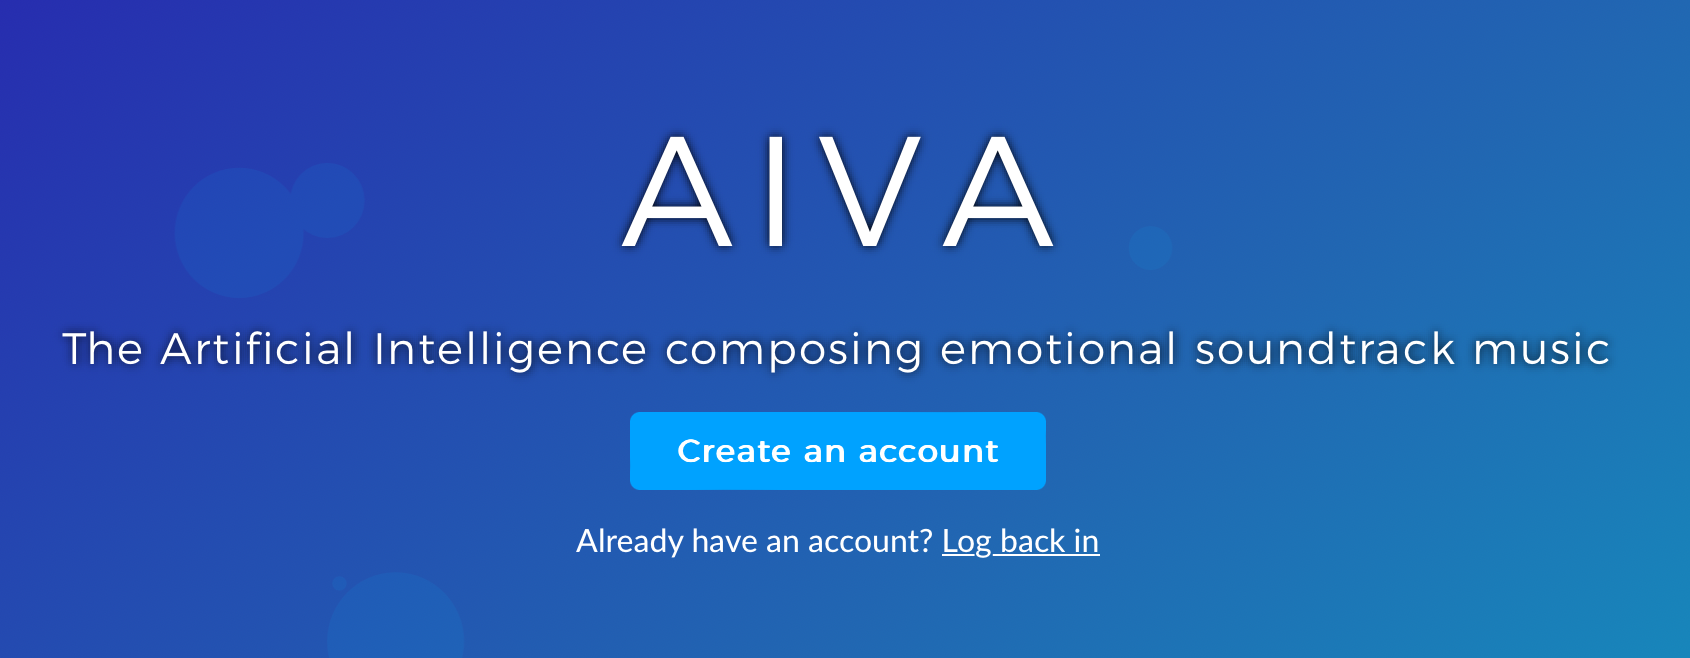 AIVA
The Artificial Intelligence composing emotional soundtrack music
Create an account
Already have an account? Log back in